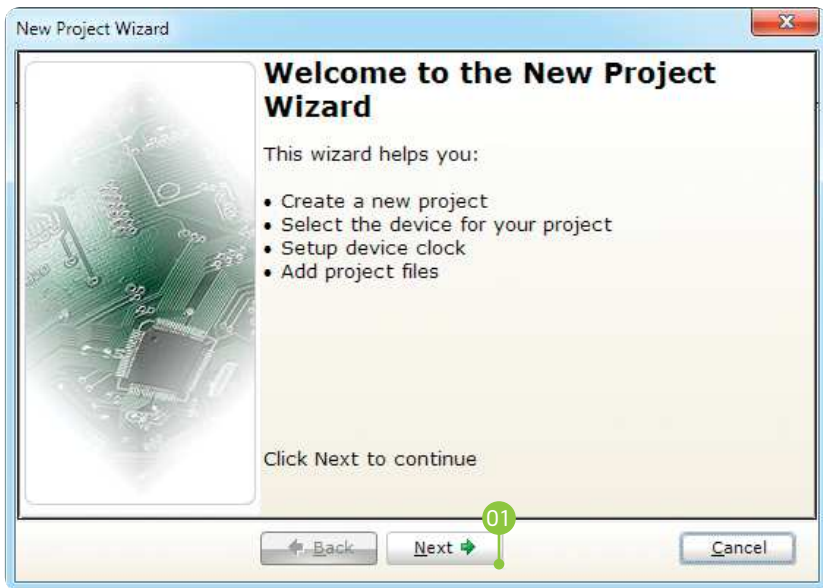 New Project Wizard
Welcome to the New Project
Wizard
This wizard helps you:
• Create a new project
• Select the device for your project
• Setup device clock
• Add project files
Click Next to continue
01
Back
Next
Cancel